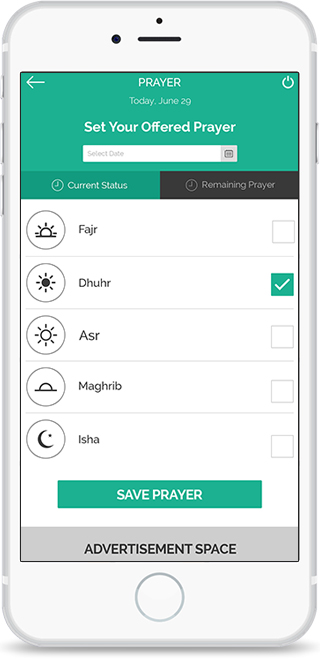 PRAYER
Today, June 29
Set Your Offered Prayer
Select Date
Current Status
Remaining Prayer
Fajr
Dhuhr
Asr
Maghrib
Isha
SAVE PRAYER
ADVERTISEMENT SPACE